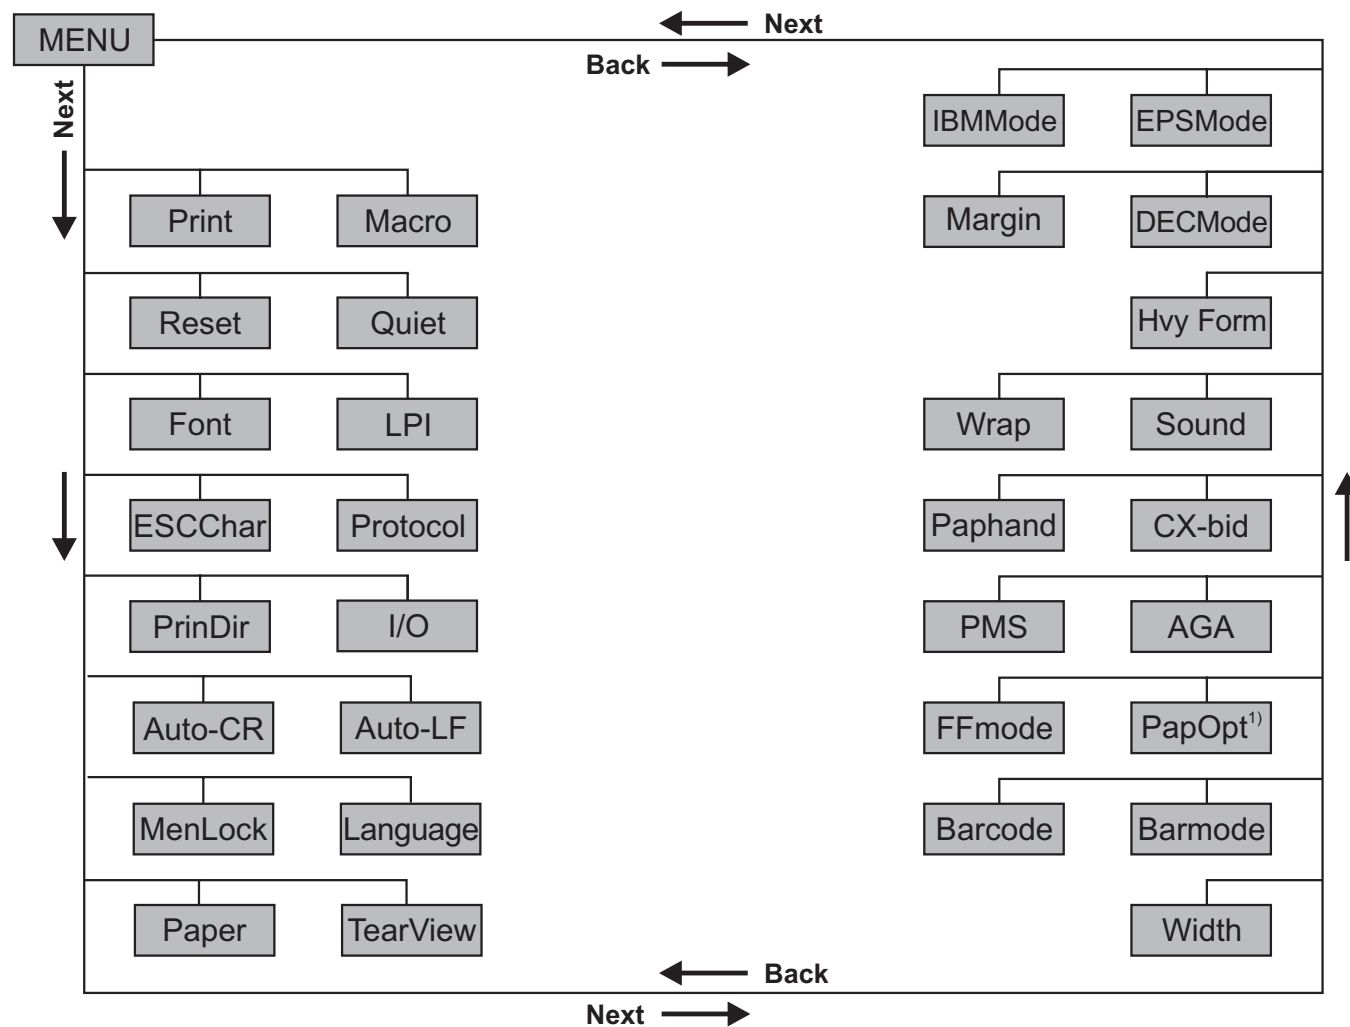 MENU
Next
Back
Next
IBMMode
EPSMode
Print
Macro
Margin
DECMode
Reset
Quiet
Hvy Form
Font
LPI
Wrap
Sound
ESCChar
Protocol
Paphand
CX-bid
PrinDir
I/O
PMS
AGA
Auto-CR
Auto-LF
FFmode
PapOpt¹⁾
MenLock
Language
Barcode
Barmode
Paper
TearView
Width
Back
Next